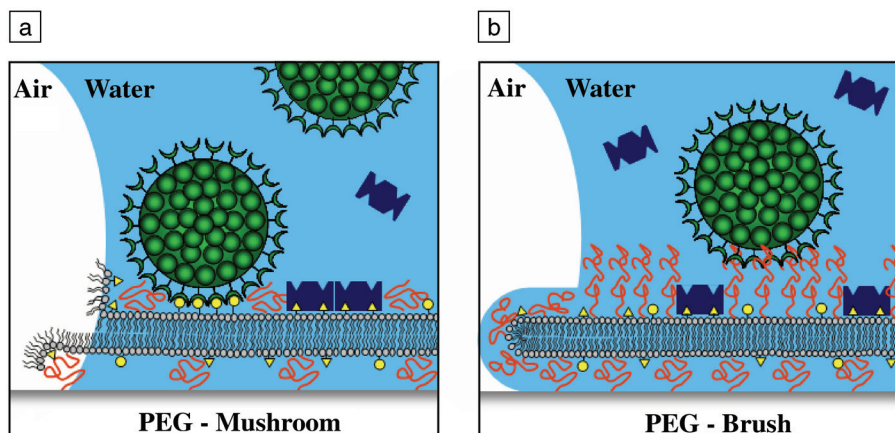 a
b
Air Water
Air Water
PEG - Mushroom
PEG - Brush